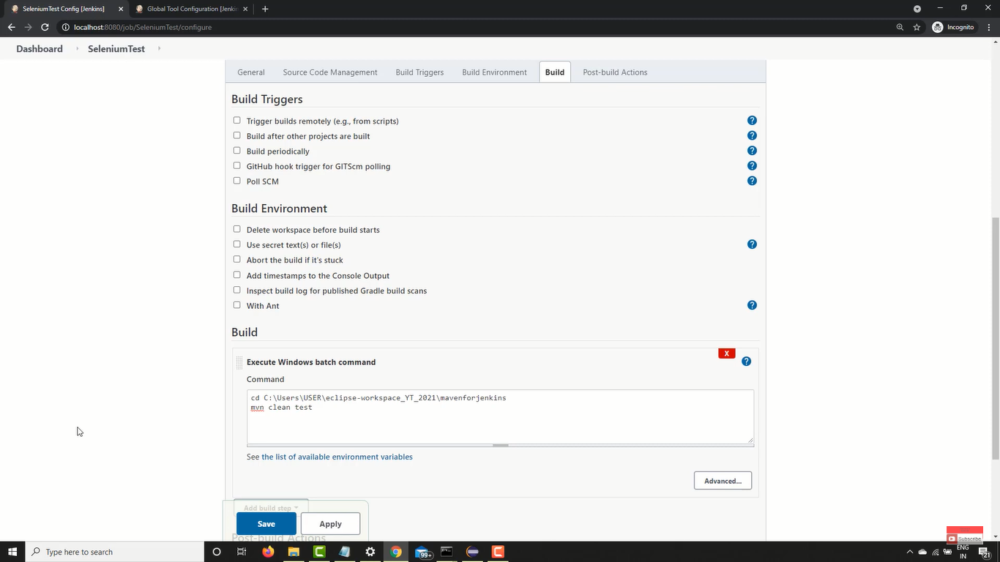 SeleniumTest Config [Jenkins]
Global Tool Configuration [Jenki
localhost:8080/job/SeleniumTest/configure
Incognito
Dashboard
SeleniumTest
General
Source Code Management
Build Triggers
Build Environment
Build
Post-build Actions
Build Triggers
Trigger builds remotely (e.g., from scripts)
?
Build after other projects are built
?
Build periodically
?
GitHub hook trigger for GITScm polling
?
Poll SCM
?
Build Environment
Delete workspace before build starts
Use secret text(s) or file(s)
?
Abort the build if it's stuck
Add timestamps to the Console Output
Inspect build log for published Gradle build scans
With Ant
?
Build
X
Execute Windows batch command
?
Command
cd C:\Users\USER\eclipse-workspace_YT_2021\mavenforjenkins
mvn clean test
See the list of available environment variables
Advanced...
Add build step
Save
Apply
Post-build Actions
Subscribe
Type here to search
99+
ENG
IN
21